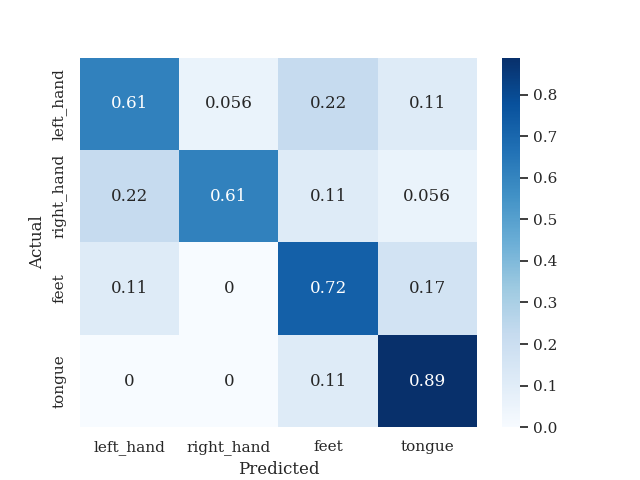 left_hand 0.61 0.056 0.22 0.11
right_hand 0.22 0.61 0.11 0.056
feet 0.11 0 0.72 0.17
tongue 0 0 0.11 0.89
left_hand right_hand feet tongue
Predicted
Actual
0.8
0.7
0.6
0.5
0.4
0.3
0.2
0.1
0.0